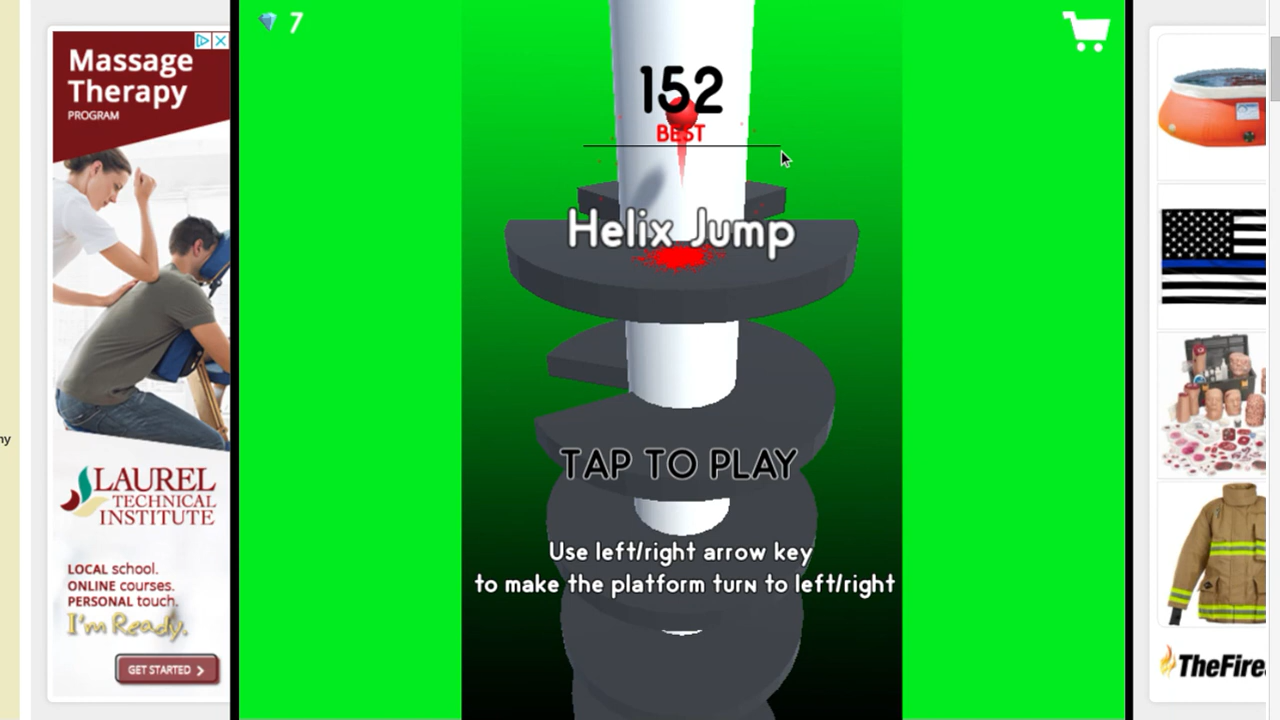 Massage
Therapy
PROGRAM
LAUREL
TECHNICAL
INSTITUTE
LOCAL school.
ONLINE courses.
PERSONAL touch.
I'm Ready.
GET STARTED
7
152
BEST
Helix Jump
TAP TO PLAY
Use left/right arrow key
to make the platform turn to left/right